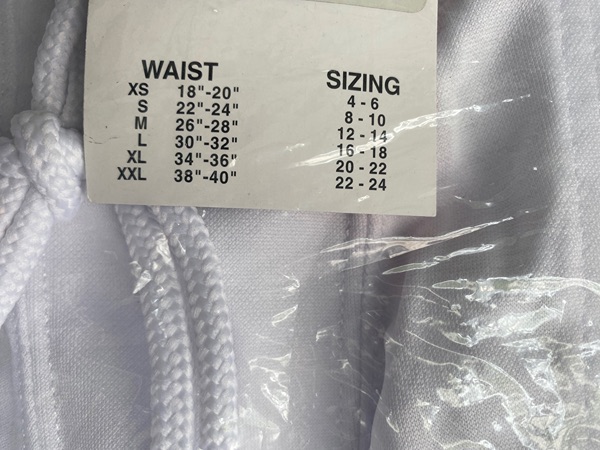 WAIST SIZING
XS 18"-20" 4 - 6
S 22"-24" 8 - 10
M 26"-28" 12 - 14
L 30"-32" 16 - 18
XL 34"-36" 20 - 22
XXL 38"-40" 22 - 24